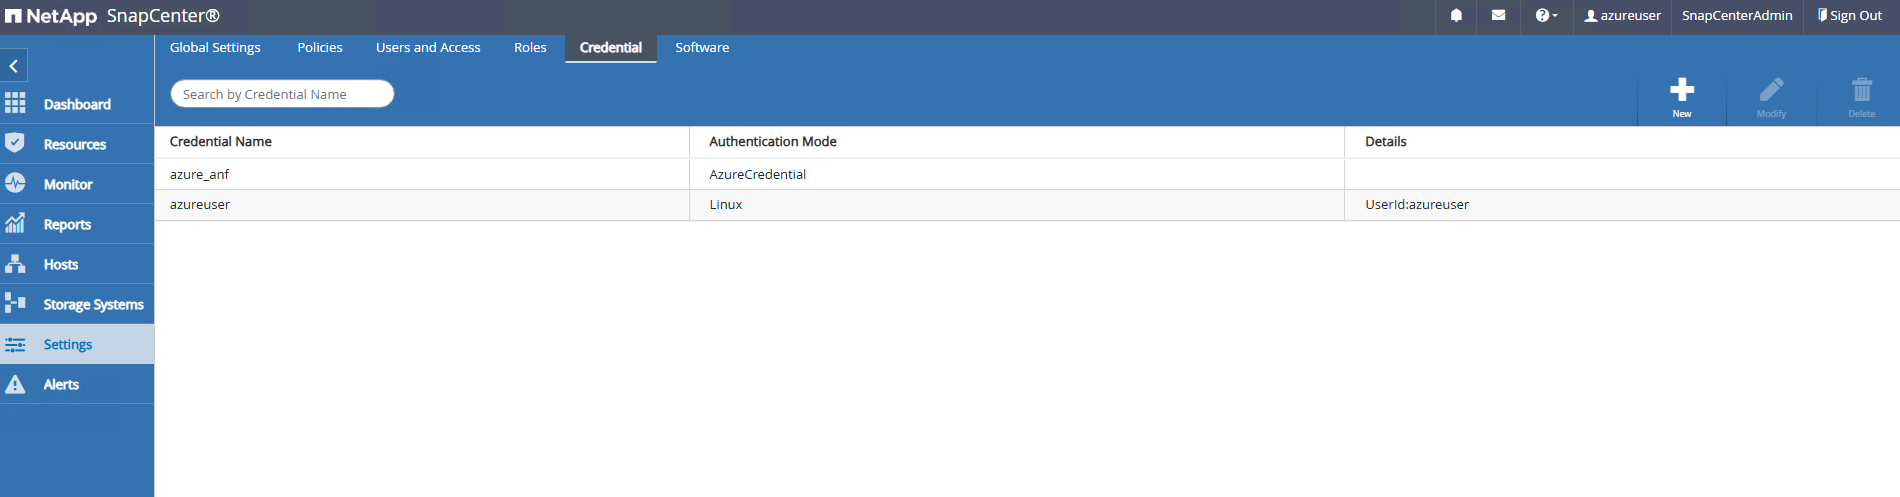 NetApp SnapCenter®
azureuser SnapCenterAdmin Sign Out
Global Settings Policies Users and Access Roles Credential Software
Search by Credential Name
New Modify Delete
Dashboard
Resources
Monitor
Reports
Hosts
Storage Systems
Settings
Alerts
Credential Name Authentication Mode Details
azure_anf AzureCredential
azureuser Linux UserId:azureuser